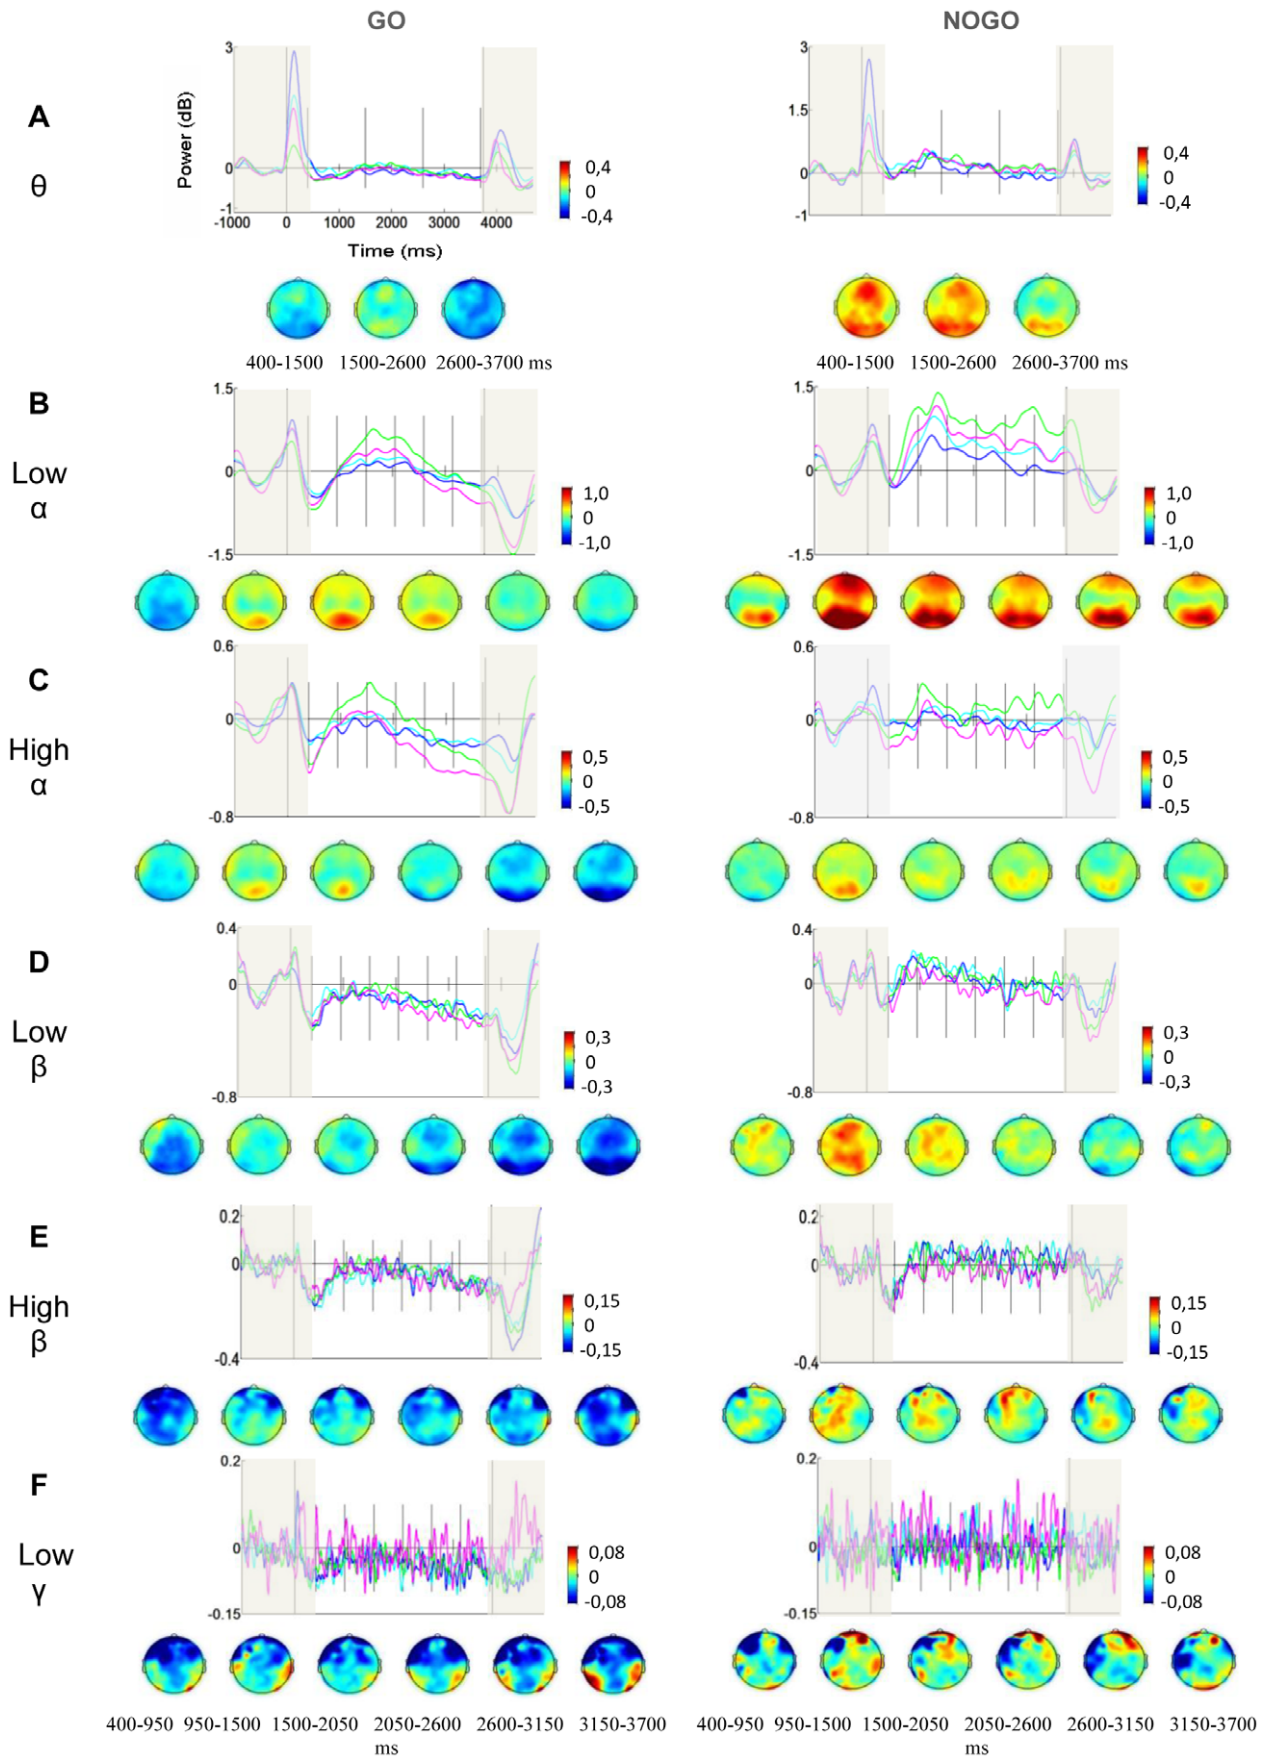 GO NOGO
3 3
A Power (dB) 1.5
θ 0 0 0,4 0,4
0 0
-1 -1 -0,4 -0,4
-1000 0 1000 2000 3000 4000
Time (ms)
400-1500 1500-2600 2600-3700 ms 400-1500 1500-2600 2600-3700 ms
B 1.5 1.5
Low α 0 0
1,0 1,0
0 0
-1,0 -1,0
-1.5 -1.5
C 0.6 0.6
High α 0 0
0,5 0,5
0 0
-0,5 -0,5
-0.8 -0.8
D 0.4 0.4
Low β 0 0
0,3 0,3
0 0
-0,3 -0,3
-0.8 -0.8
E 0.2 0.2
High β 0 0
0,15 0,15
0 0
-0,15 -0,15
-0.4 -0.4
F 0.2 0.2
Low γ 0 0
0,08 0,08
0 0
-0,08 -0,08
-0.15 -0.15
400-950 950-1500 1500-2050 2050-2600 2600-3150 3150-3700 400-950 950-1500 1500-2050 2050-2600 2600-3150 3150-3700
ms ms